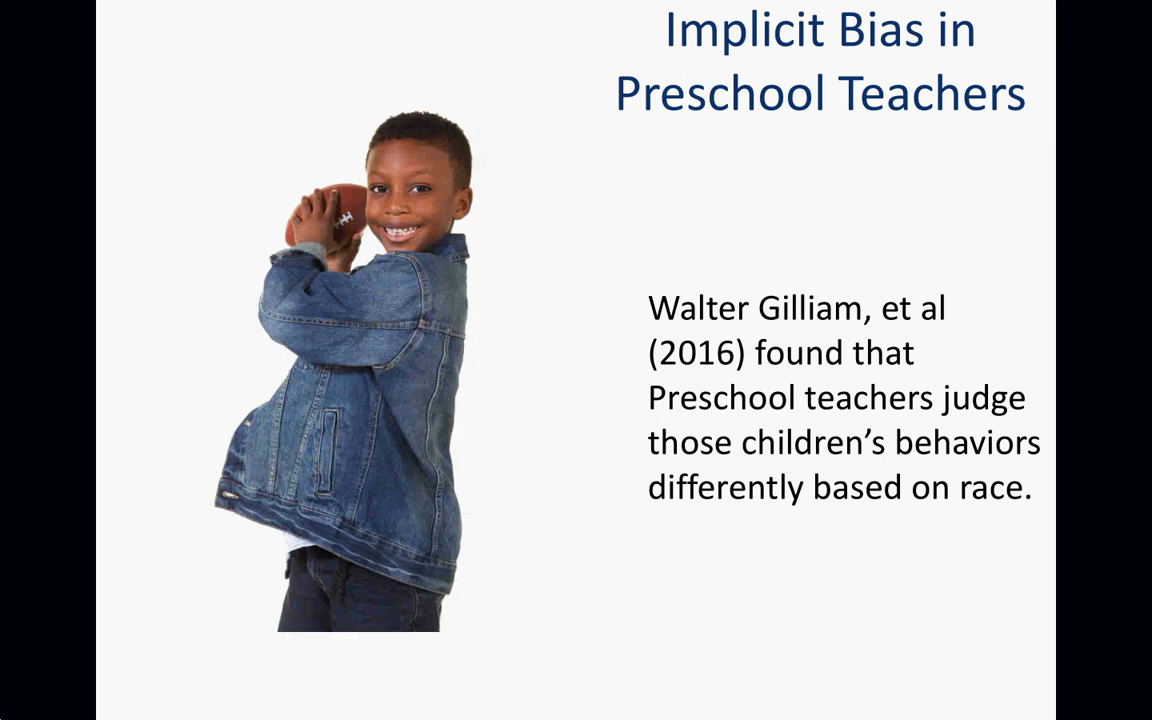 Implicit Bias in
Preschool Teachers
Walter Gilliam, et al
(2016) found that
Preschool teachers judge
those children’s behaviors
differently based on race.